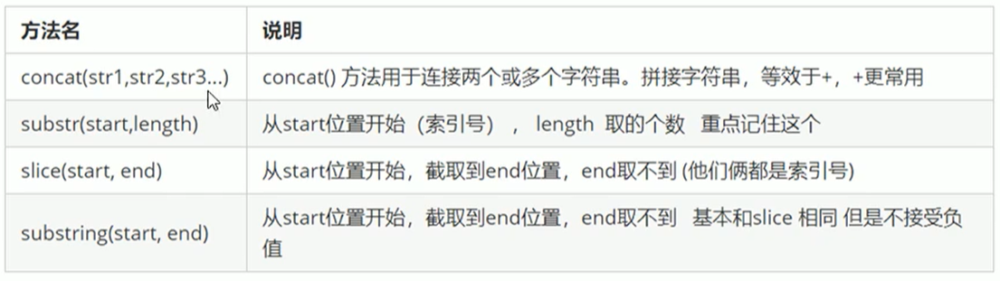 方法名 说明
concat(str1,str2,str3...) concat() 方法用于连接两个或多个字符串。拼接字符串，等效于+，+更常用
substr(start,length) 从start位置开始（索引号）， length 取的个数 重点记住这个
slice(start, end) 从start位置开始，截取到end位置，end取不到 (他们俩都是索引号)
substring(start, end) 从start位置开始，截取到end位置，end取不到 基本和slice 相同 但是不接受负
值